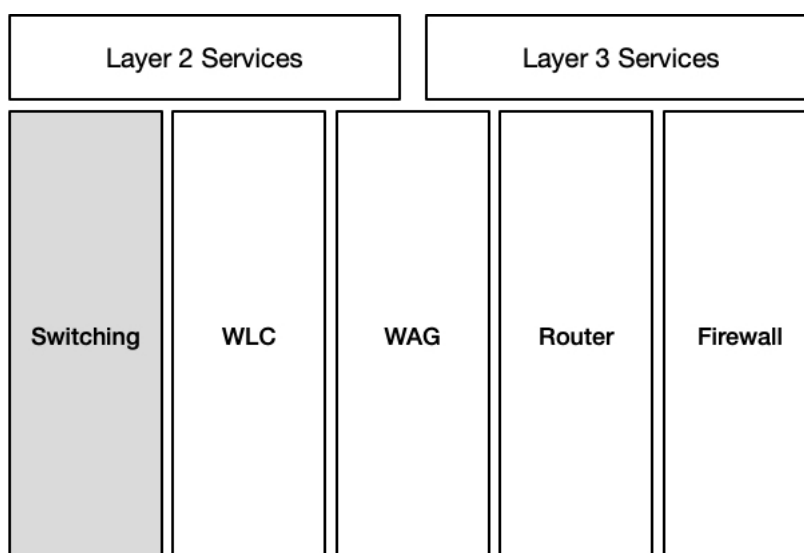 Layer 2 Services
Layer 3 Services
Switching
WLC
WAG
Router
Firewall